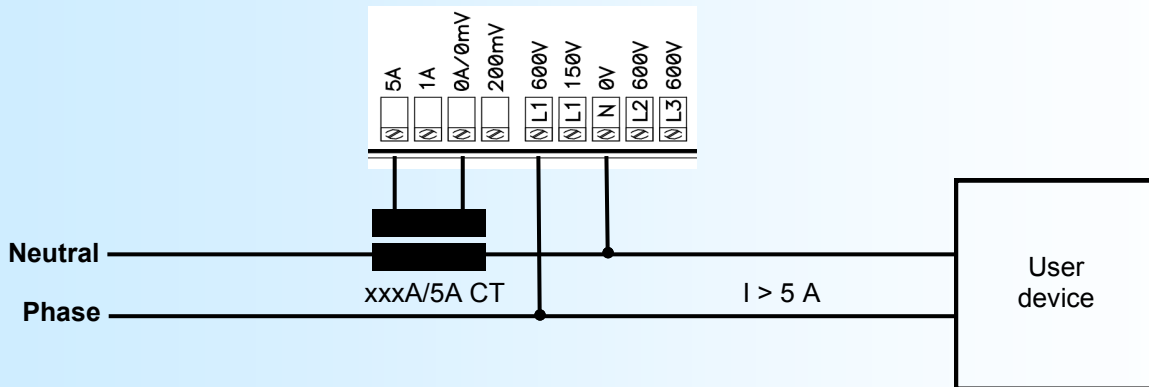 5A
1A
0A/0mV
200mV
L1 600V
L1 150V
N 0V
L2 600V
L3 600V
Neutral
xxxA/5A CT
I > 5 A
Phase
User
device